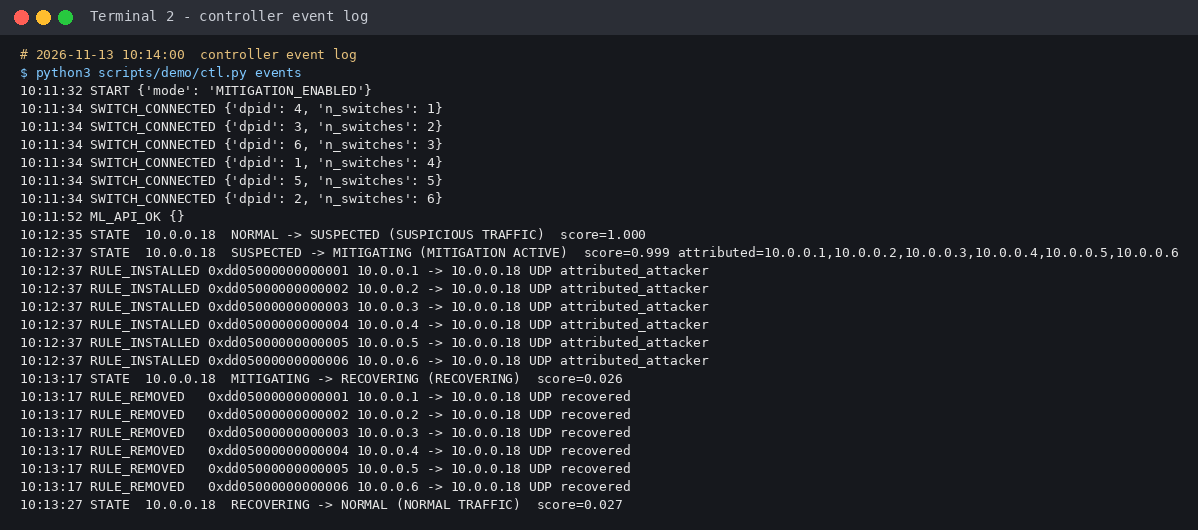 Terminal 2 - controller event log
# 2026-11-13 10:14:00  controller event log
$ python3 scripts/demo/ctl.py events
10:11:32 START {'mode': 'MITIGATION_ENABLED'}
10:11:34 SWITCH_CONNECTED {'dpid': 4, 'n_switches': 1}
10:11:34 SWITCH_CONNECTED {'dpid': 3, 'n_switches': 2}
10:11:34 SWITCH_CONNECTED {'dpid': 6, 'n_switches': 3}
10:11:34 SWITCH_CONNECTED {'dpid': 1, 'n_switches': 4}
10:11:34 SWITCH_CONNECTED {'dpid': 5, 'n_switches': 5}
10:11:34 SWITCH_CONNECTED {'dpid': 2, 'n_switches': 6}
10:11:52 ML_API_OK {}
10:12:35 STATE  10.0.0.18  NORMAL -> SUSPECTED (SUSPICIOUS TRAFFIC)  score=1.000
10:12:37 STATE  10.0.0.18  SUSPECTED -> MITIGATING (MITIGATION ACTIVE)  score=0.999 attributed=10.0.0.1,10.0.0.2,10.0.0.3,10.0.0.4,10.0.0.5,10.0.0.6
10:12:37 RULE_INSTALLED 0xdd05000000000001 10.0.0.1 -> 10.0.0.18 UDP attributed_attacker
10:12:37 RULE_INSTALLED 0xdd05000000000002 10.0.0.2 -> 10.0.0.18 UDP attributed_attacker
10:12:37 RULE_INSTALLED 0xdd05000000000003 10.0.0.3 -> 10.0.0.18 UDP attributed_attacker
10:12:37 RULE_INSTALLED 0xdd05000000000004 10.0.0.4 -> 10.0.0.18 UDP attributed_attacker
10:12:37 RULE_INSTALLED 0xdd05000000000005 10.0.0.5 -> 10.0.0.18 UDP attributed_attacker
10:12:37 RULE_INSTALLED 0xdd05000000000006 10.0.0.6 -> 10.0.0.18 UDP attributed_attacker
10:13:17 STATE  10.0.0.18  MITIGATING -> RECOVERING (RECOVERING)  score=0.026
10:13:17 RULE_REMOVED   0xdd05000000000001 10.0.0.1 -> 10.0.0.18 UDP recovered
10:13:17 RULE_REMOVED   0xdd05000000000002 10.0.0.2 -> 10.0.0.18 UDP recovered
10:13:17 RULE_REMOVED   0xdd05000000000003 10.0.0.3 -> 10.0.0.18 UDP recovered
10:13:17 RULE_REMOVED   0xdd05000000000004 10.0.0.4 -> 10.0.0.18 UDP recovered
10:13:17 RULE_REMOVED   0xdd05000000000005 10.0.0.5 -> 10.0.0.18 UDP recovered
10:13:17 RULE_REMOVED   0xdd05000000000006 10.0.0.6 -> 10.0.0.18 UDP recovered
10:13:27 STATE  10.0.0.18  RECOVERING -> NORMAL (NORMAL TRAFFIC)  score=0.027